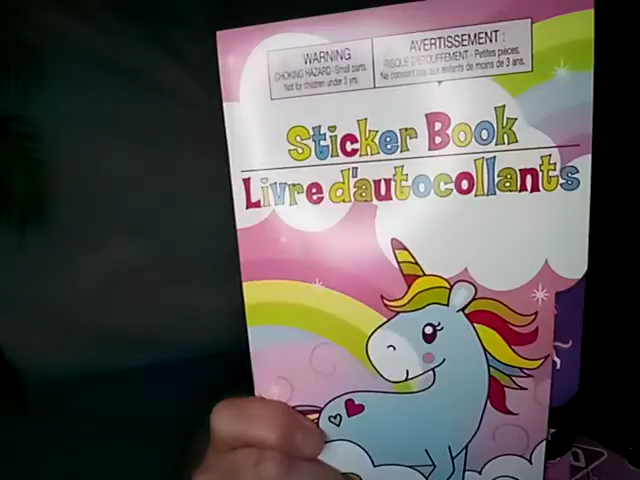 WARNING :
CHOKING HAZARD - Small parts.
Not for children under 3 yrs.
AVERTISSEMENT :
RISQUE D'ÉTOUFFEMENT - Petites pièces.
Ne convient pas aux enfants de moins de 3 ans.
Sticker Book
Livre d'autocollants